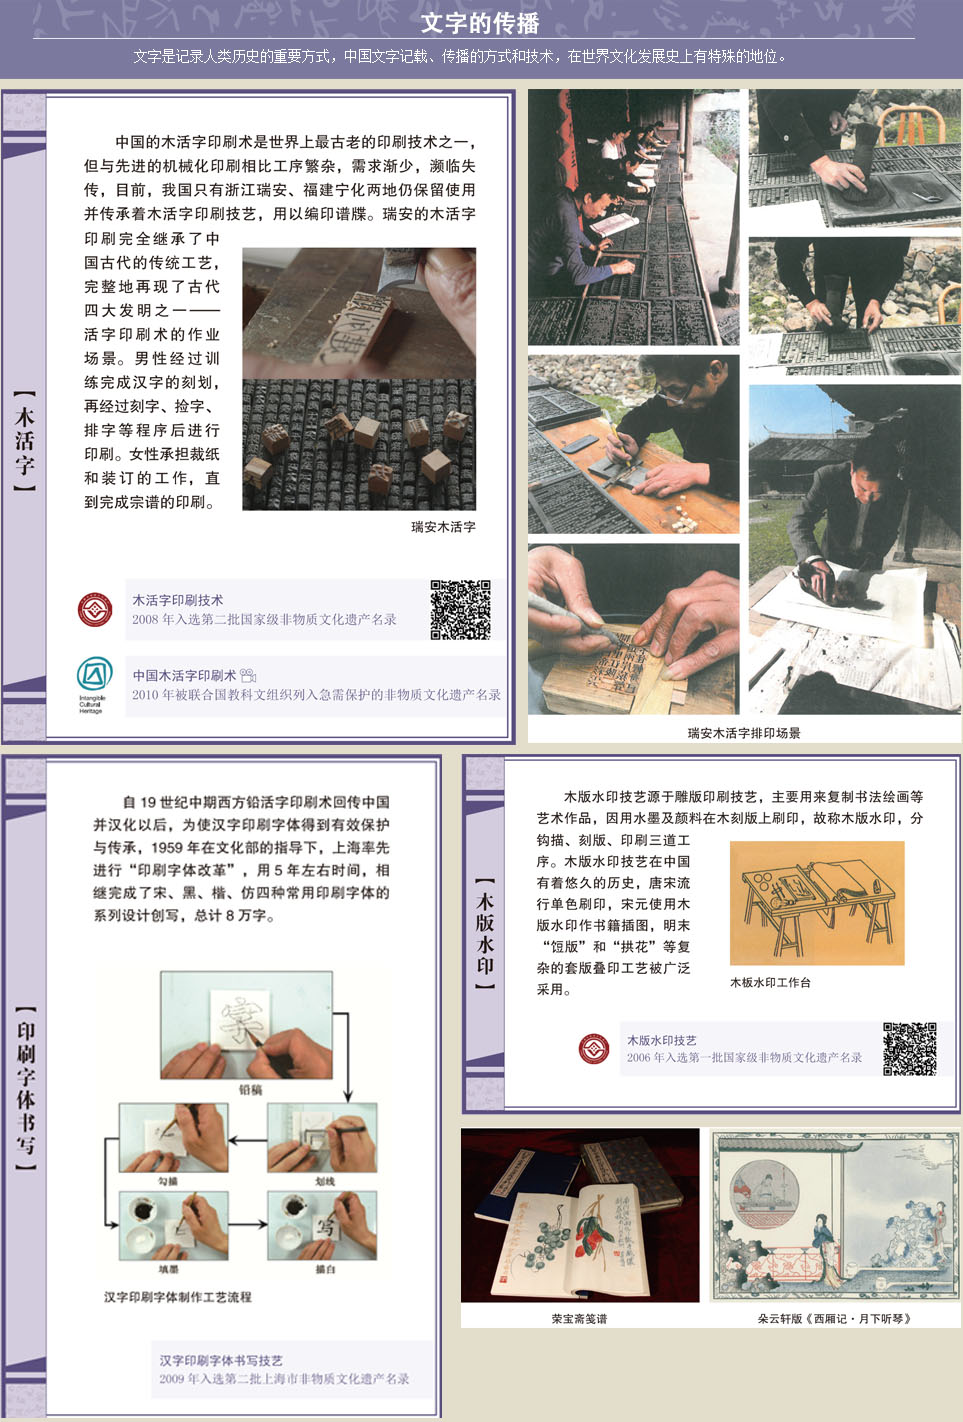 文字的传播
文字是记录人类历史的重要方式，中国文字记载、传播的方式和技术，在世界文化发展史上有特殊的地位。
【木活字】
中国的木活字印刷术是世界上最古老的印刷技术之一，
但与先进的机械化印刷相比工序繁杂，需求渐少，濒临失
传，目前，我国只有浙江瑞安、福建宁化两地仍保留使用
并传承着木活字印刷技艺，用以编印谱牒。瑞安的木活字
印刷完全继承了中
国古代的传统工艺，
完整地再现了古代
四大发明之一——
活字印刷术的作业
场景。男性经过训
练完成汉字的刻划，
再经过刻字、捡字、
排字等程序后进行
印刷。女性承担裁纸
和装订的工作，直
到完成宗谱的印刷。
瑞安木活字
木活字印刷技术
2008 年入选第二批国家级非物质文化遗产名录
Intangible
Cultural
Heritage
中国木活字印刷术
2010 年被联合国教科文组织列入急需保护的非物质文化遗产名录
瑞安木活字排印场景
【印刷字体书写】
自 19 世纪中期西方铅活字印刷术回传中国
并汉化以后，为使汉字印刷字体得到有效保护
与传承，1959 年在文化部的指导下，上海率先
进行“印刷字体改革”，用 5 年左右时间，相
继完成了宋、黑、楷、仿四种常用印刷字体的
系列设计创写，总计 8 万字。
铅稿
勾描
划线
填墨
写
描白
汉字印刷字体制作工艺流程
汉字印刷字体书写技艺
2009 年入选第二批上海市非物质文化遗产名录
【木版水印】
木版水印技艺源于雕版印刷技艺，主要用来复制书法绘画等
艺术作品，因用水墨及颜料在木刻版上刷印，故称木版水印，分
钩描、刻版、印刷三道工
序。木版水印技艺在中国
有着悠久的历史，唐宋流
行单色刷印，宋元使用木
版水印作书籍插图，明末
“饾版”和“拱花”等复
杂的套版叠印工艺被广泛
采用。
木板水印工作台
木版水印技艺
2006 年入选第一批国家级非物质文化遗产名录
荣宝斋笺谱
朵云轩版《西厢记·月下听琴》